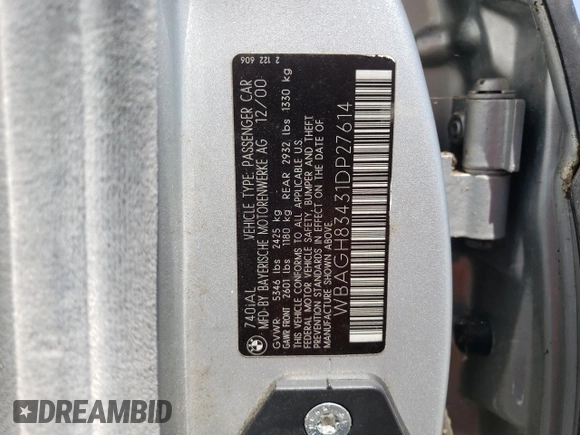 2 122 606
740iAL
VEHICLE TYPE: PASSENGER CAR
MFD BY BAYERISCHE MOTORENWERKE AG 12/00
GVWR 5346 lbs 2425 kg
GAWR FRONT 2601 lbs 1180 kg REAR 2932 lbs 1330 kg
THIS VEHICLE CONFORMS TO ALL APPLICABLE U.S.
FEDERAL MOTOR VEHICLE SAFETY, BUMPER AND THEFT
PREVENTION STANDARDS IN EFFECT ON THE DATE OF
MANUFACTURE SHOWN ABOVE.
WBAGH83431DP27614
DREAMBID